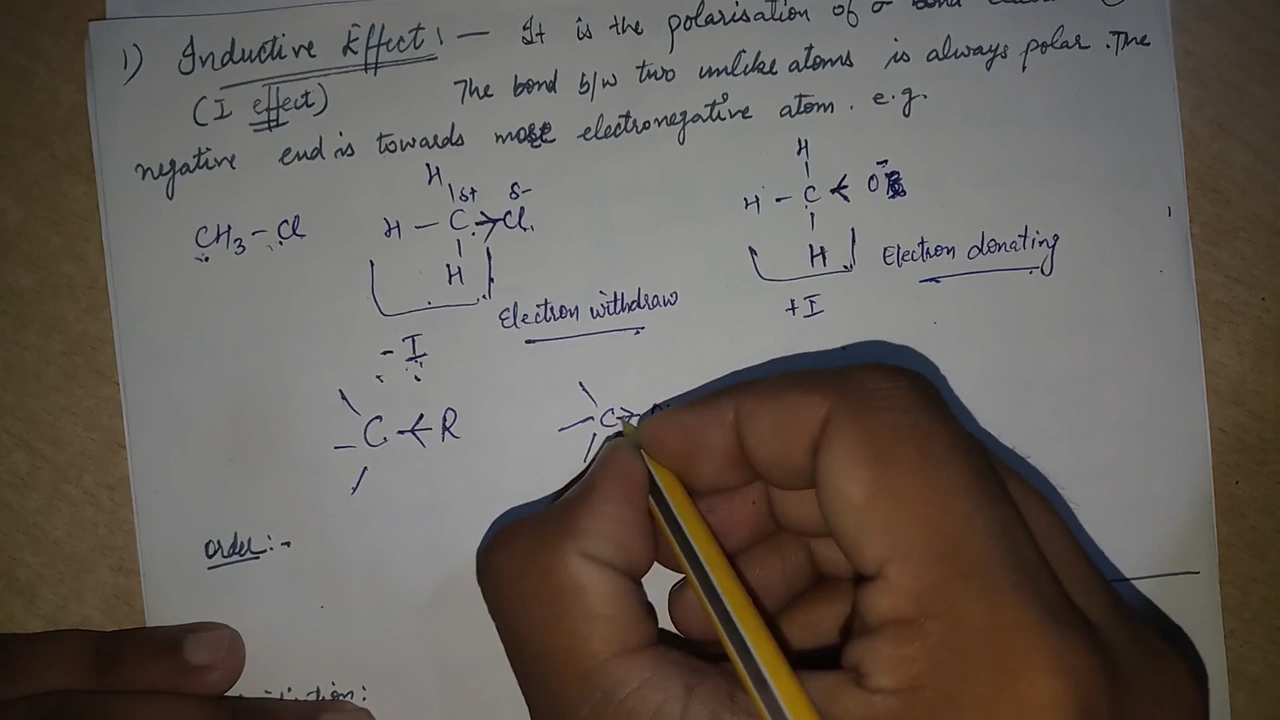 1) Inductive Effect:- It is the polarisation of σ bond
(I effect) The bond b/w two unlike atoms is always polar. The
negative end is towards more electronegative atom. e.g.
H H
δ+ δ-
CH3 - Cl H - C > Cl. H - C < O-
H H
Electron withdraw Electron donating
- I + I
- C < R - C >
Order:-